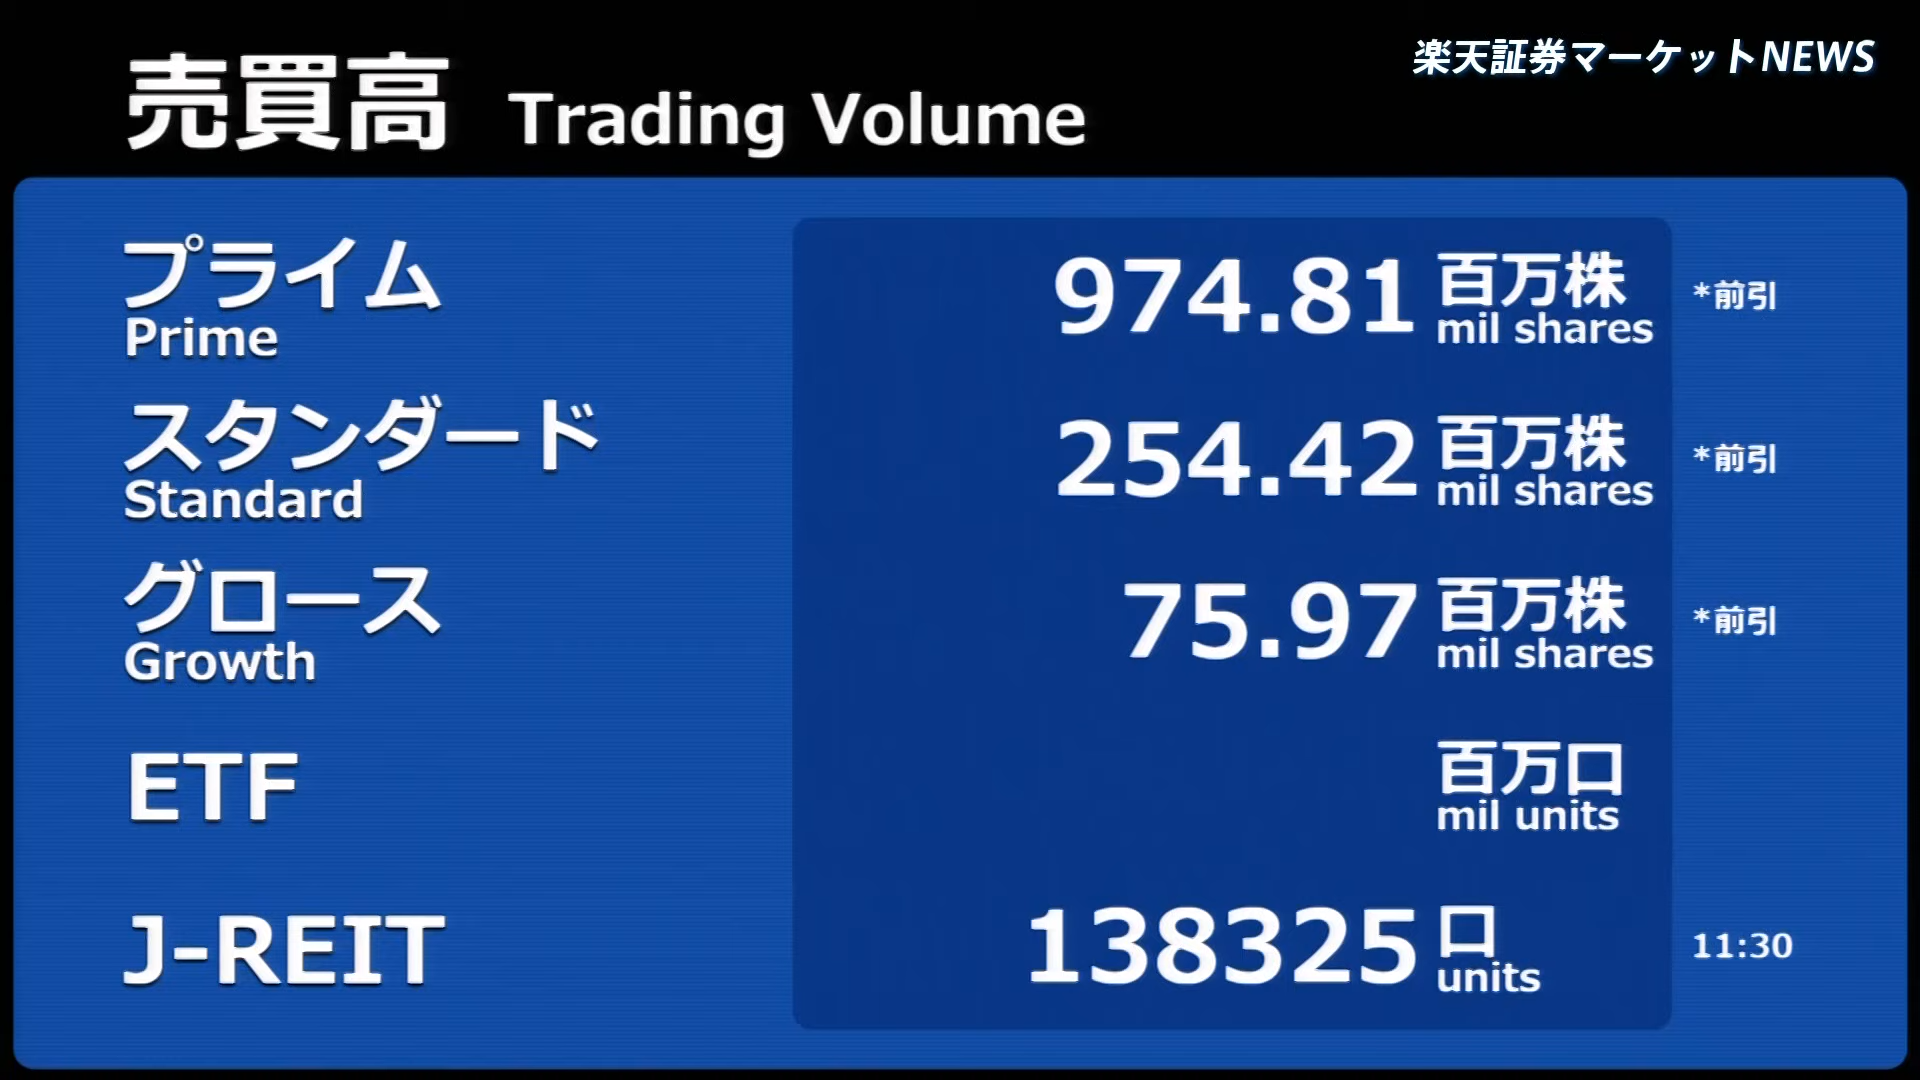 売買高 Trading Volume
楽天証券マーケットNEWS
プライム
Prime
974.81 百万株
mil shares
*前引
スタンダード
Standard
254.42 百万株
mil shares
*前引
グロース
Growth
75.97 百万株
mil shares
*前引
ETF
百万口
mil units
J-REIT
138325 口
units
11:30